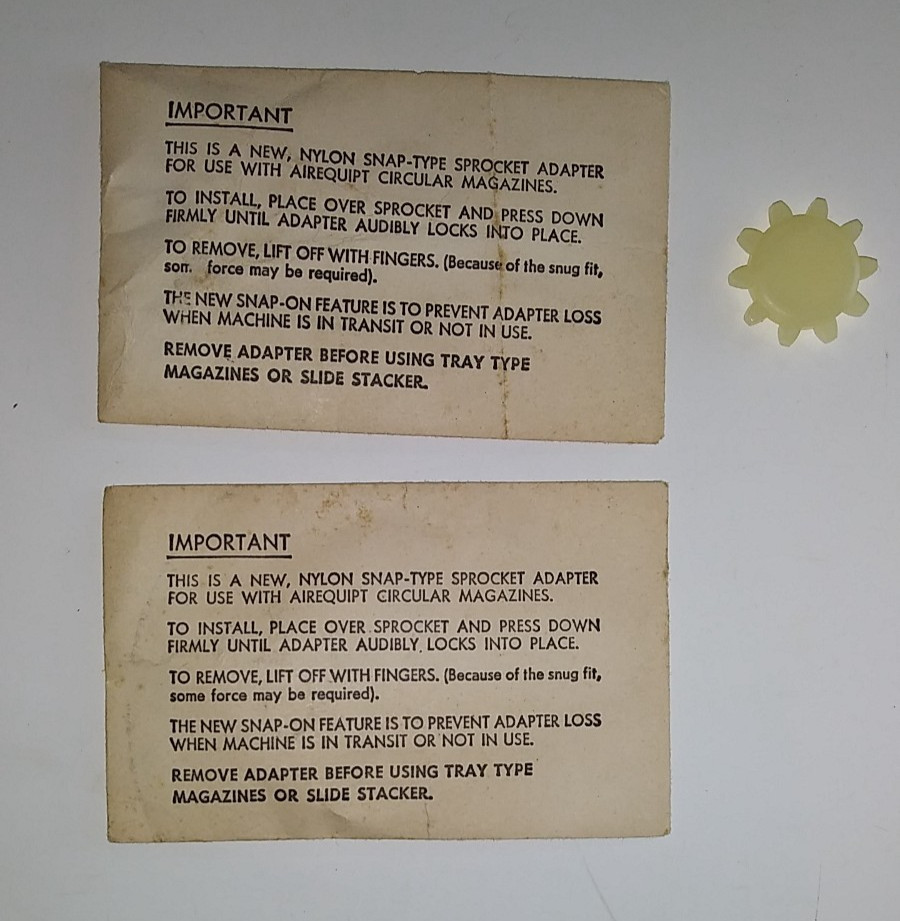 IMPORTANT
THIS IS A NEW, NYLON SNAP-TYPE SPROCKET ADAPTER
FOR USE WITH AIREQUIPT CIRCULAR MAGAZINES.
TO INSTALL, PLACE OVER SPROCKET AND PRESS DOWN
FIRMLY UNTIL ADAPTER AUDIBLY LOCKS INTO PLACE.
TO REMOVE, LIFT OFF WITH FINGERS. (Because of the snug fit,
force may be required).
THE NEW SNAP-ON FEATURE IS TO PREVENT ADAPTER LOSS
WHEN MACHINE IS IN TRANSIT OR NOT IN USE.
REMOVE ADAPTER BEFORE USING TRAY TYPE
MAGAZINES OR SLIDE STACKER.
IMPORTANT
THIS IS A NEW, NYLON SNAP-TYPE SPROCKET ADAPTER
FOR USE WITH AIREQUIPT CIRCULAR MAGAZINES.
TO INSTALL, PLACE OVER SPROCKET AND PRESS DOWN
FIRMLY UNTIL ADAPTER AUDIBLY LOCKS INTO PLACE.
TO REMOVE, LIFT OFF WITH FINGERS. (Because of the snug fit,
some force may be required).
THE NEW SNAP-ON FEATURE IS TO PREVENT ADAPTER LOSS
WHEN MACHINE IS IN TRANSIT OR NOT IN USE.
REMOVE ADAPTER BEFORE USING TRAY TYPE
MAGAZINES OR SLIDE STACKER.